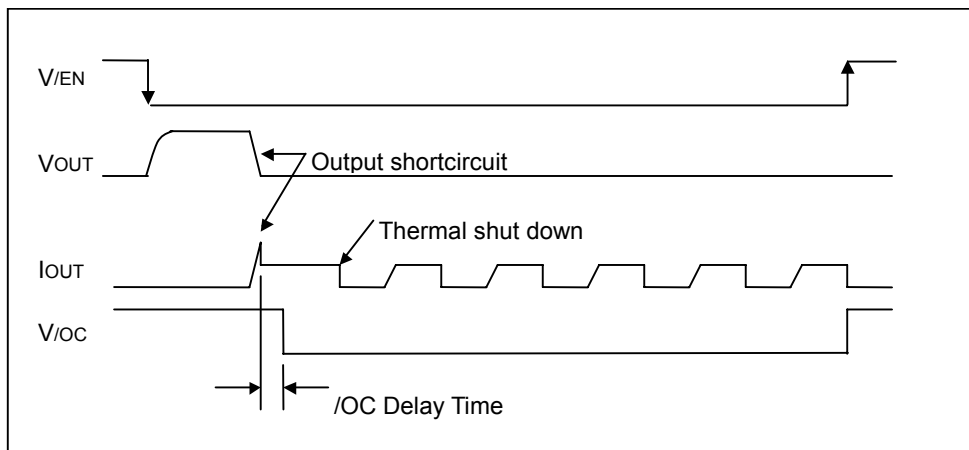 V/EN
VOUT
Output shortcircuit
Thermal shut down
IOUT
V/OC
/OC Delay Time